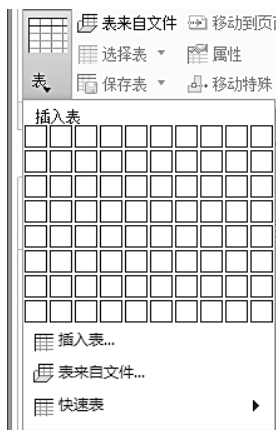 表来自文件 移动到页面
选择表 属性
表 保存表 移动特殊
插入表
插入表...
表来自文件...
快速表